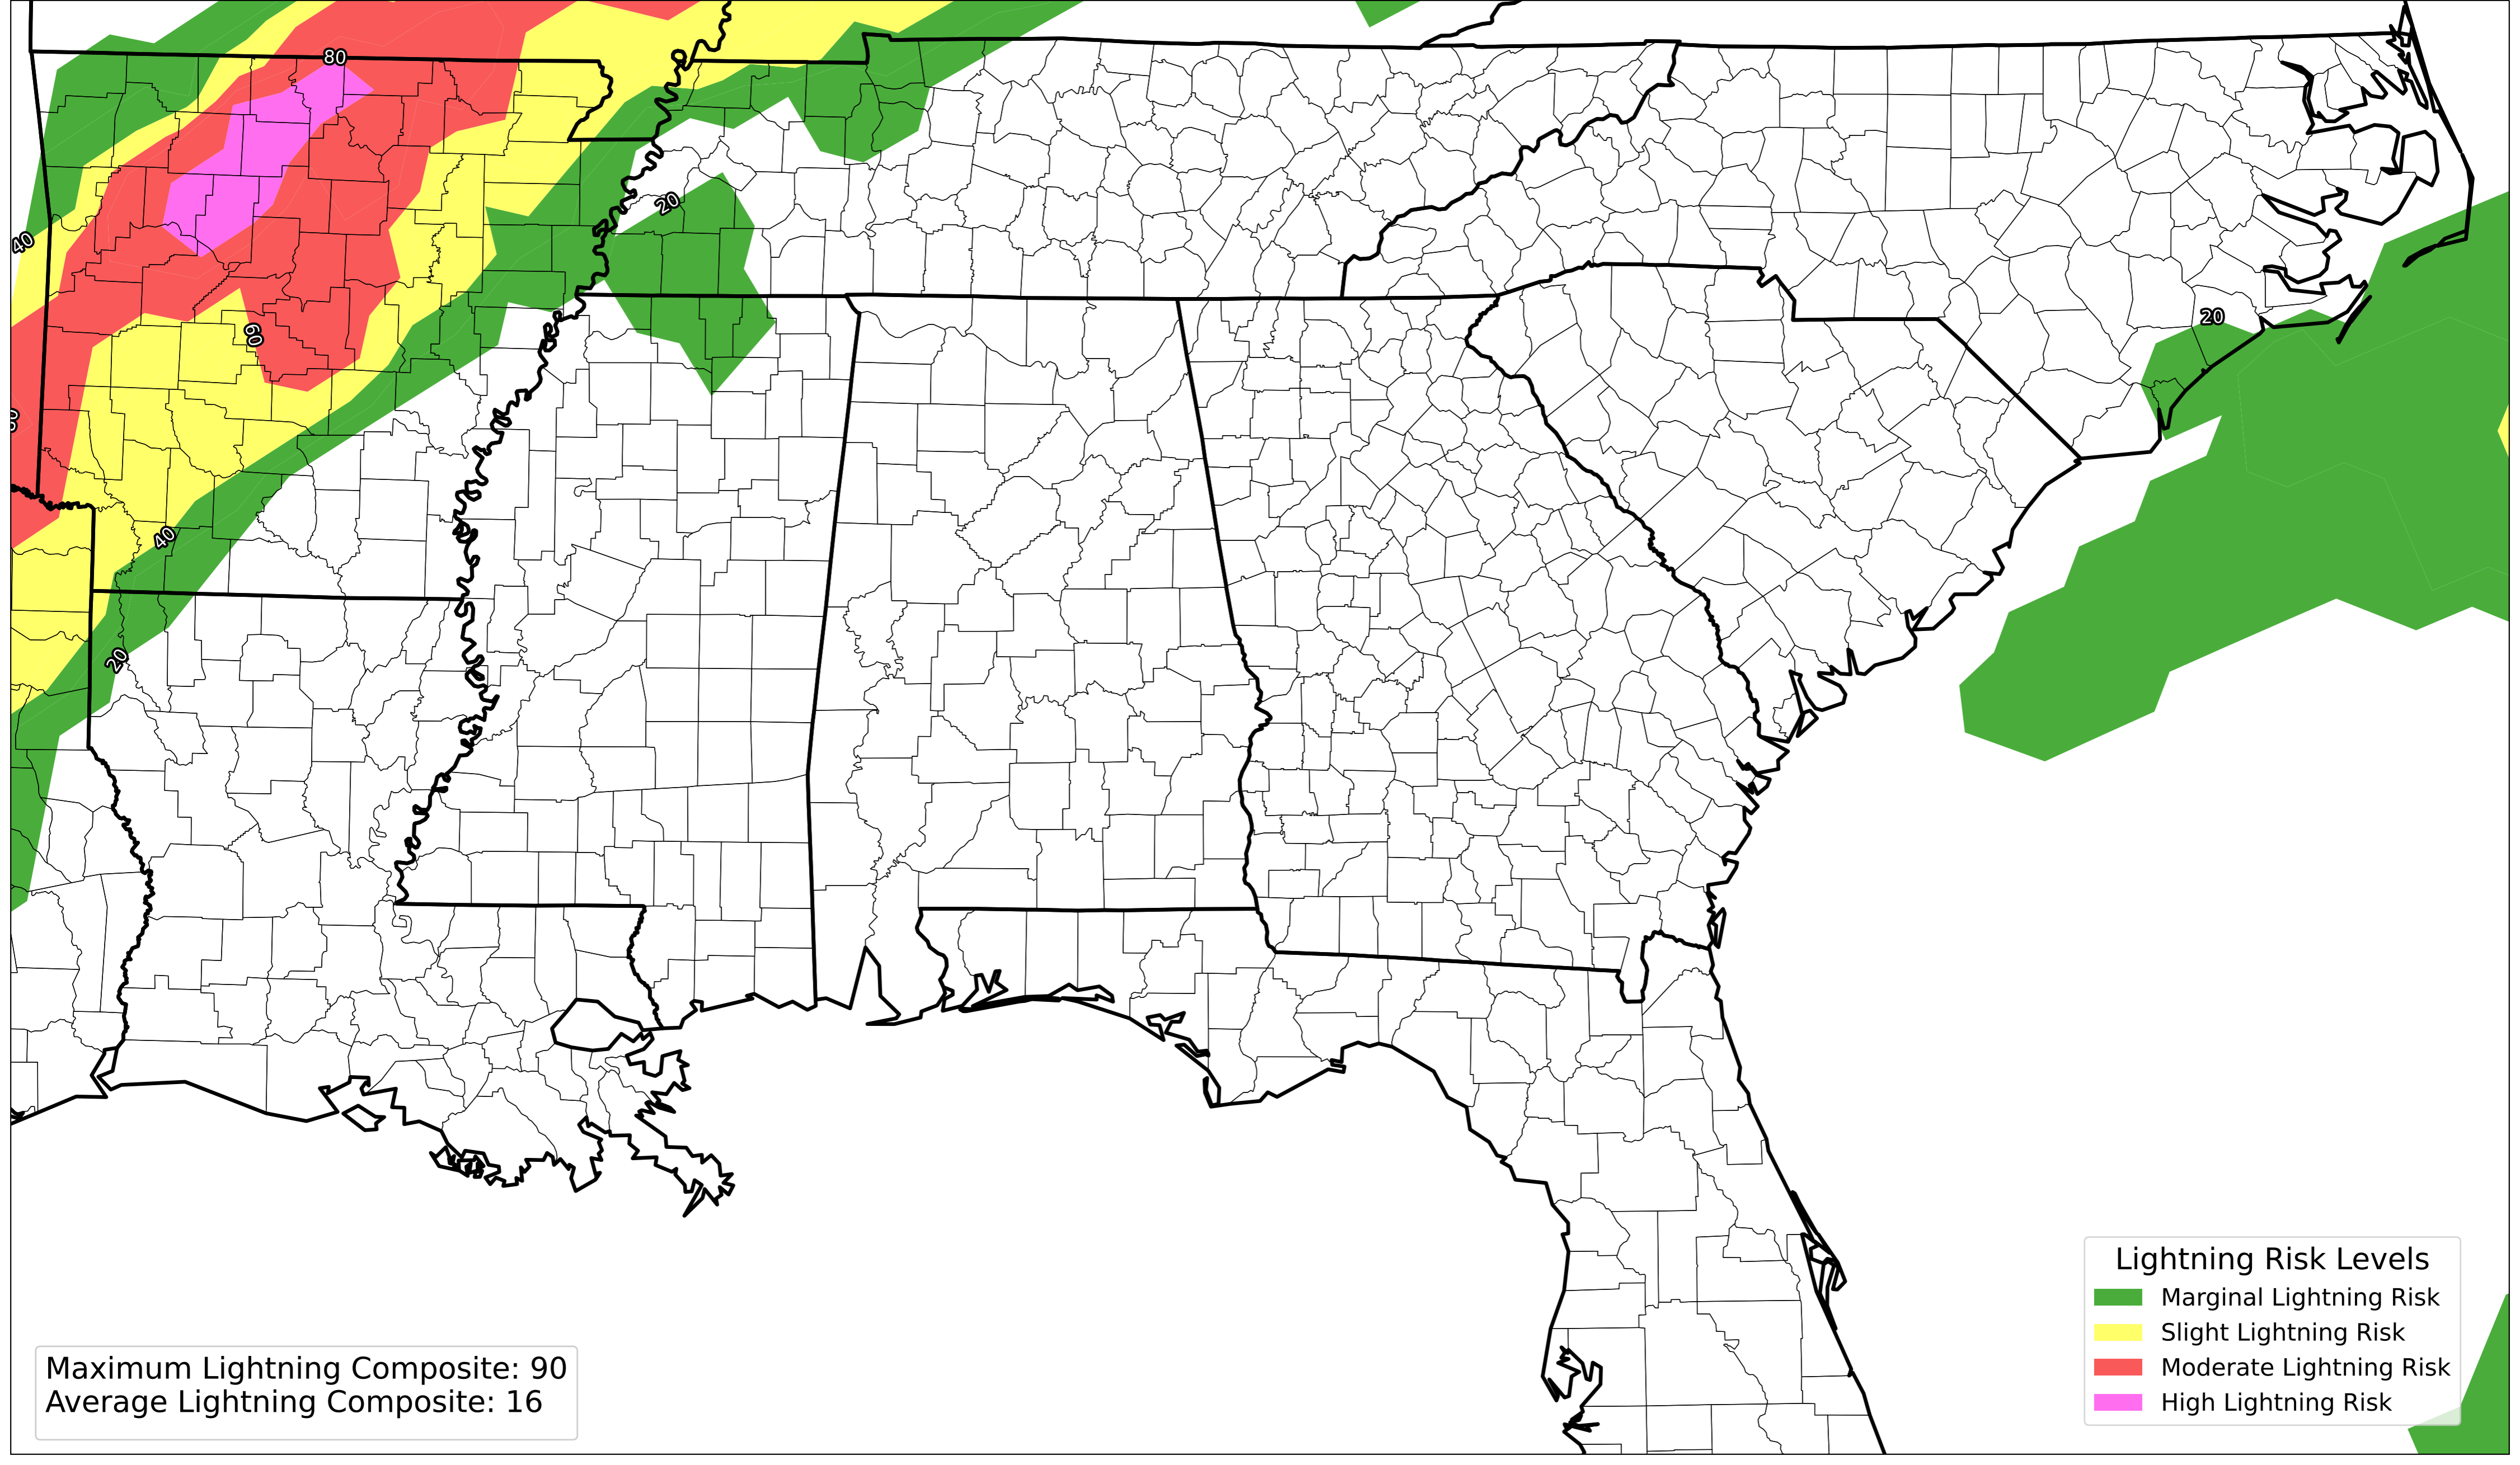 80
20
40
20
60
40
20
Lightning Risk Levels
Marginal Lightning Risk
Slight Lightning Risk
Moderate Lightning Risk
High Lightning Risk
Maximum Lightning Composite: 90
Average Lightning Composite: 16